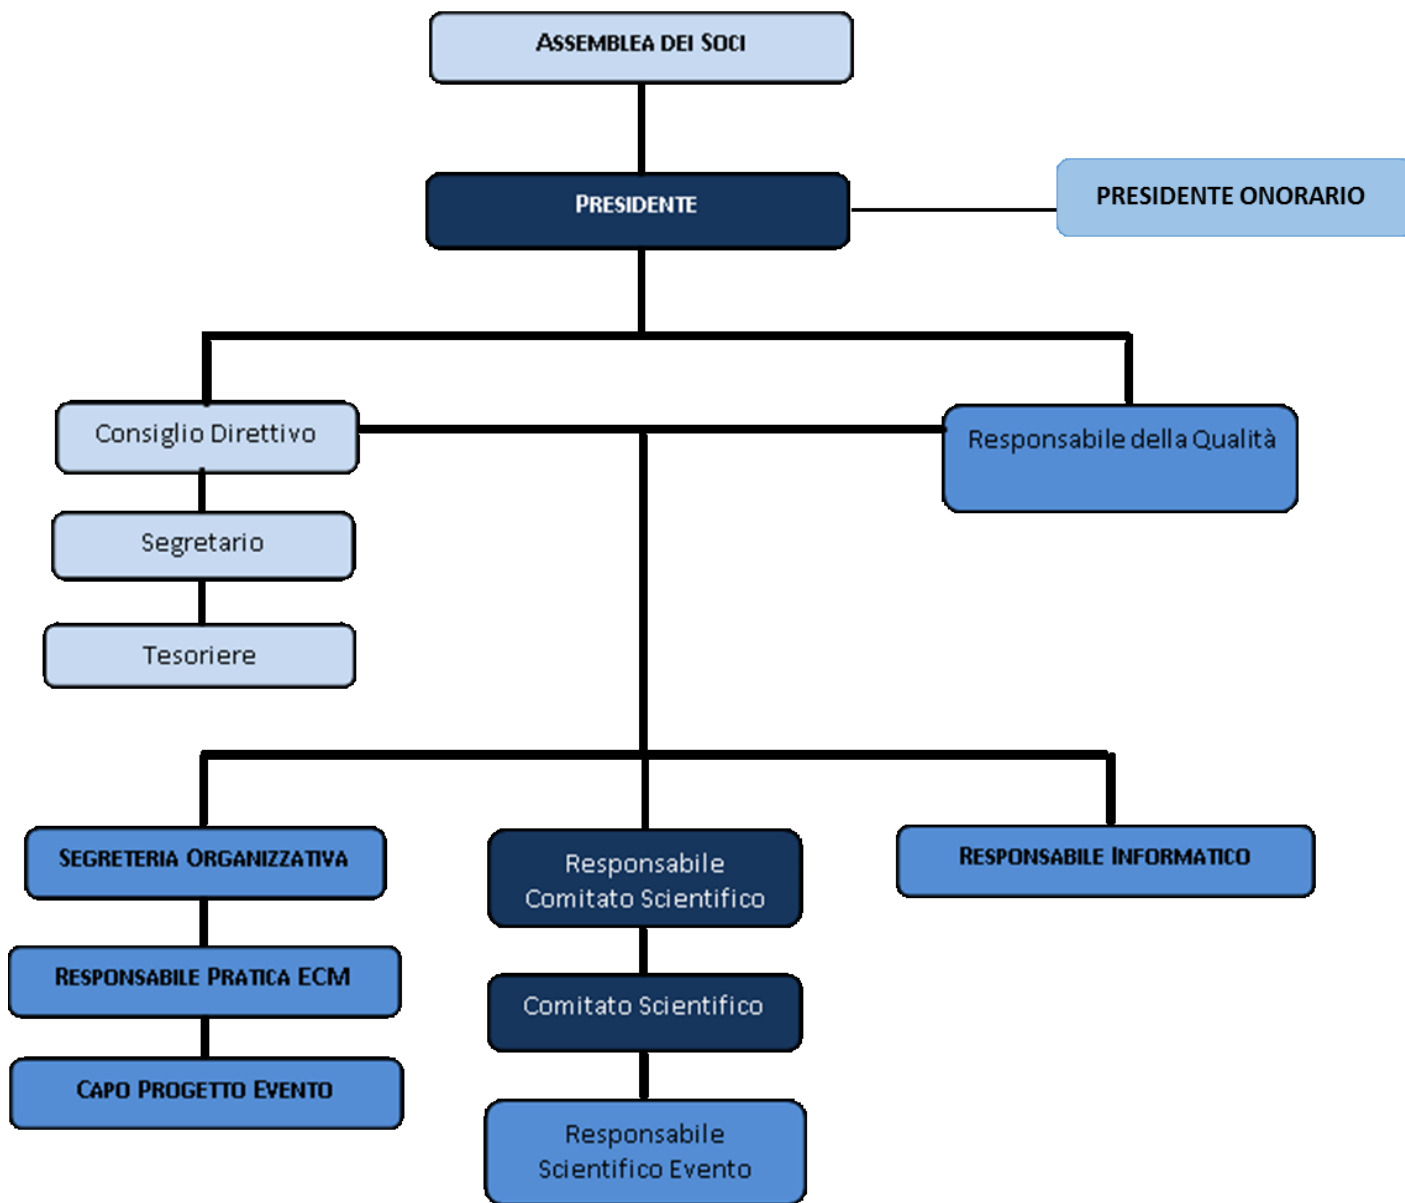 ASSEMBLEA DEI SOCI
PRESIDENTE
PRESIDENTE ONORARIO
Consiglio Direttivo
Responsabile della Qualità
Segretario
Tesoriere
SEGRETERIA ORGANIZZATIVA
Responsabile
Comitato Scientifico
RESPONSABILE INFORMATICO
RESPONSABILE PRATICA ECM
Comitato Scientifico
CAPO PROGETTO EVENTO
Responsabile
Scientifico Evento